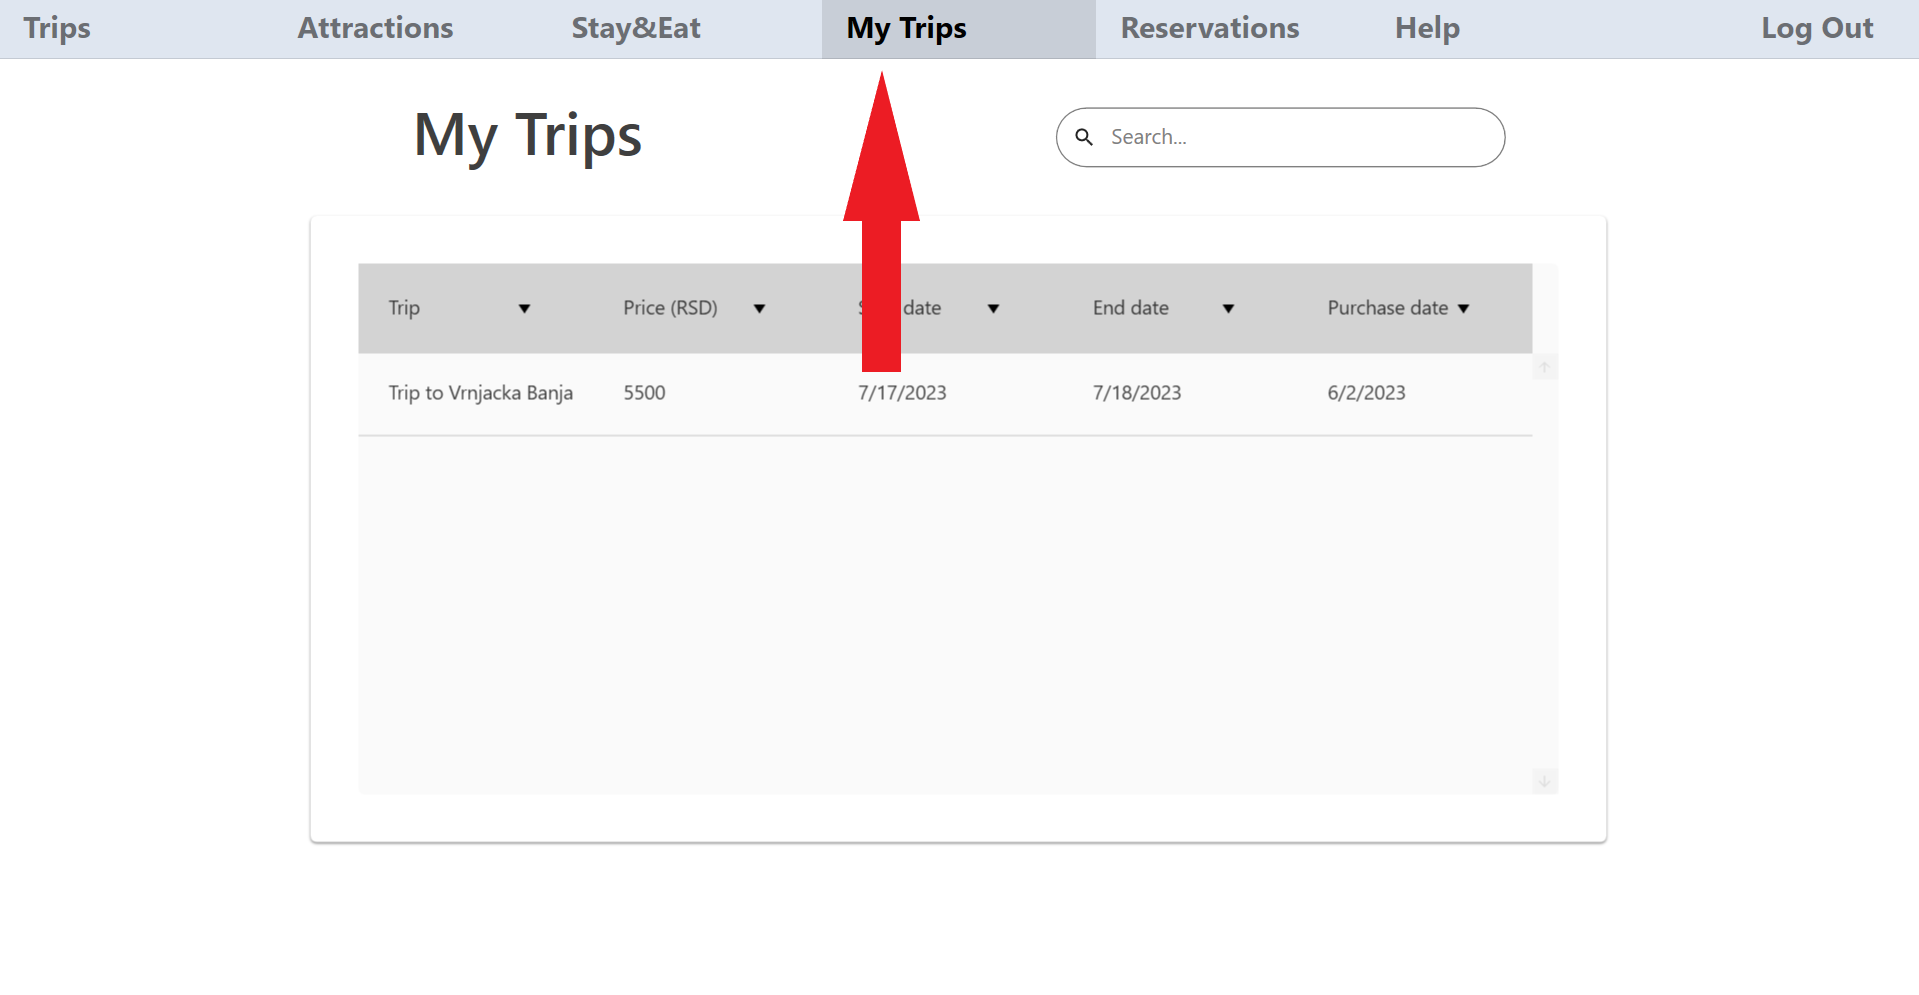 Trips Attractions Stay&Eat My Trips Reservations Help Log Out
My Trips Search...
Trip Price (RSD) date End date Purchase date
Trip to Vrnjacka Banja 5500 7/17/2023 7/18/2023 6/2/2023